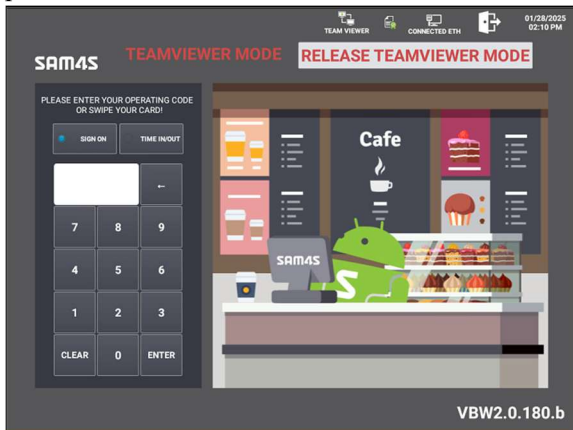 TEAM VIEWER
CONNECTED ETH
01/28/2025
02:10 PM
SAM4S
TEAMVIEWER MODE
RELEASE TEAMVIEWER MODE
PLEASE ENTER YOUR OPERATING CODE
OR SWIPE YOUR CARD!
SIGN ON
TIME IN/OUT
←
7 8 9
4 5 6
1 2 3
CLEAR 0 ENTER
Cafe
SAM4S
S
VBW2.0.180.b